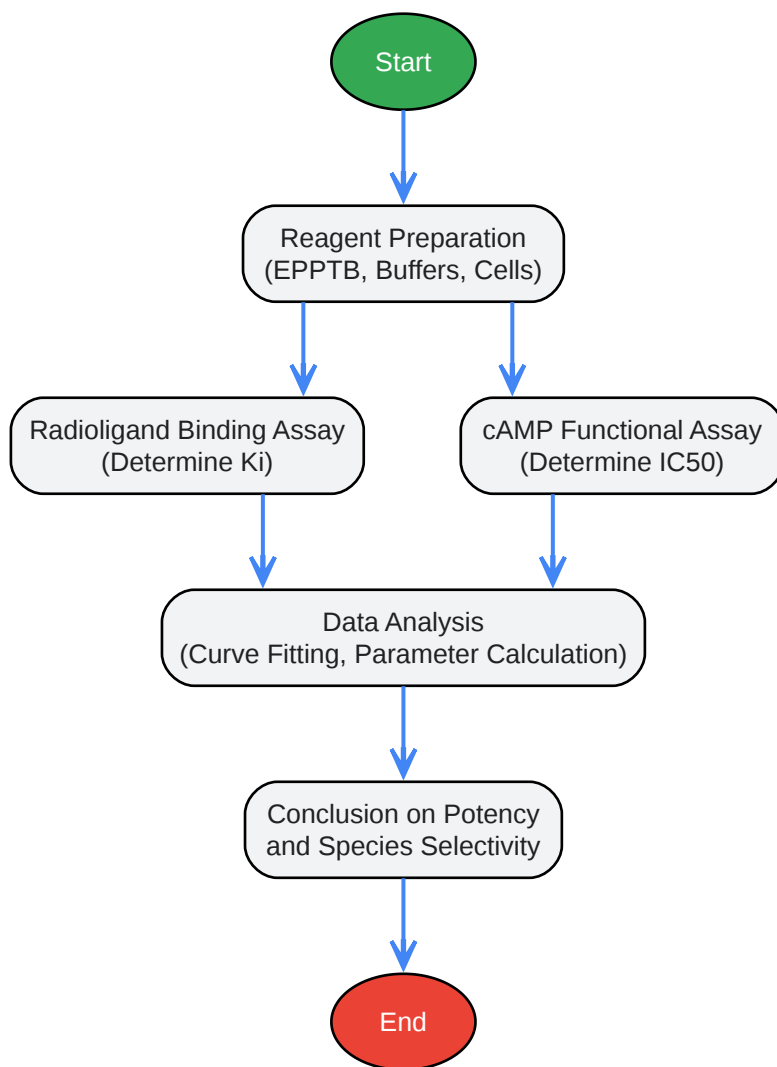 Start
Reagent Preparation
(EPPTB, Buffers, Cells)
Radioligand Binding Assay
(Determine Ki)
cAMP Functional Assay
(Determine IC50)
Data Analysis
(Curve Fitting, Parameter Calculation)
Conclusion on Potency
and Species Selectivity
End